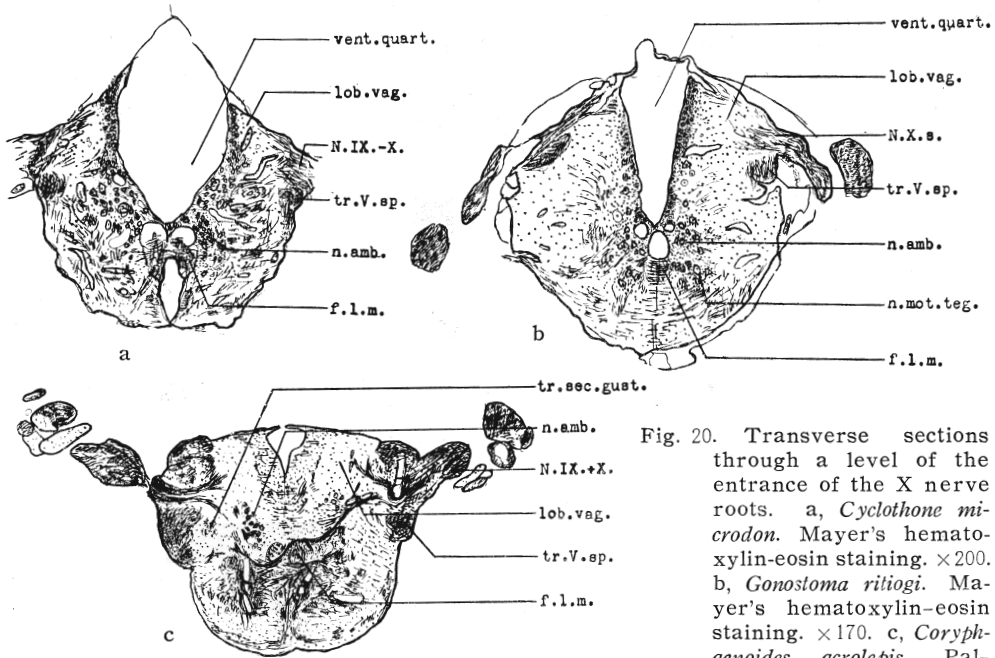 vent.quart.
lob.vag.
N.IX.-X.
tr.V.sp.
n.amb.
f.l.m.
a
vent.quart.
lob.vag.
N.X.s.
tr.V.sp.
n.amb.
n.mot.teg.
f.l.m.
b
tr.sec.gust.
n.amb.
N.IX.+X.
lob.vag.
tr.V.sp.
f.l.m.
c
Fig. 20. Transverse sections
through a level of the
entrance of the X nerve
roots. a, Cyclothone mi-
crodon. Mayer's hemato-
xylin-eosin staining. ×200.
b, Gonostoma ritiogi. Ma-
yer's hematoxylin-eosin
staining. ×170. c, Coryph-
aenoides acrolepis. Pal-